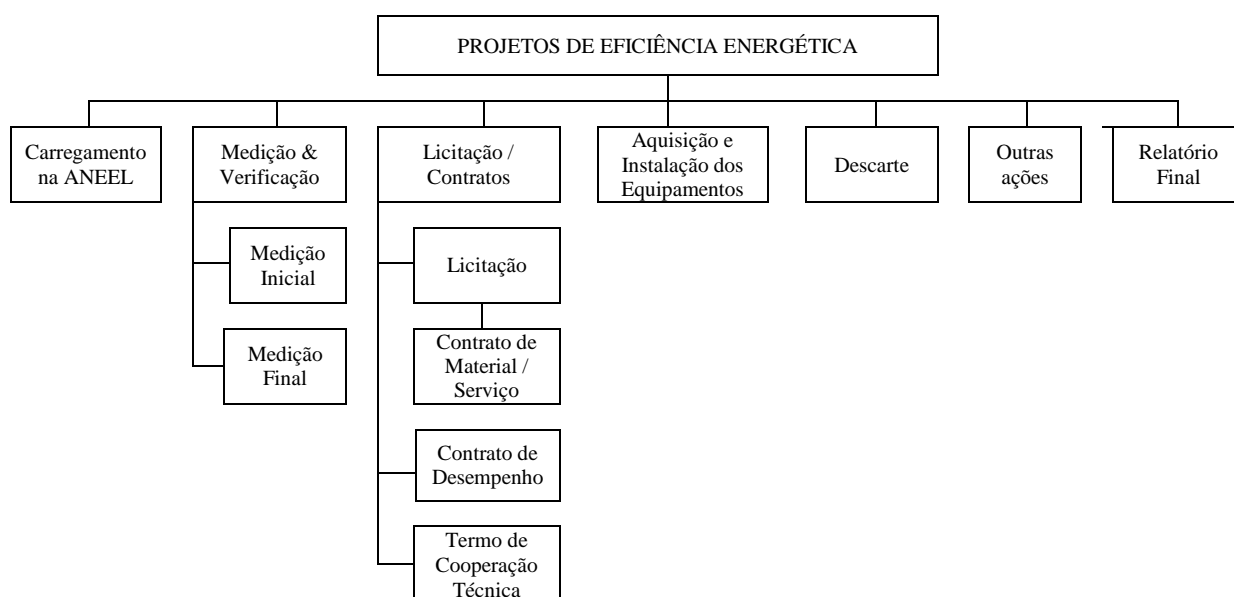 PROJETOS DE EFICIÊNCIA ENERGÉTICA
Carregamento
na ANEEL
Medição &
Verificação
Medição
Inicial
Medição
Final
Licitação /
Contratos
Licitação
Contrato de
Material /
Serviço
Contrato de
Desempenho
Termo de
Cooperação
Técnica
Aquisição e
Instalação dos
Equipamentos
Descarte
Outras
ações
Relatório
Final